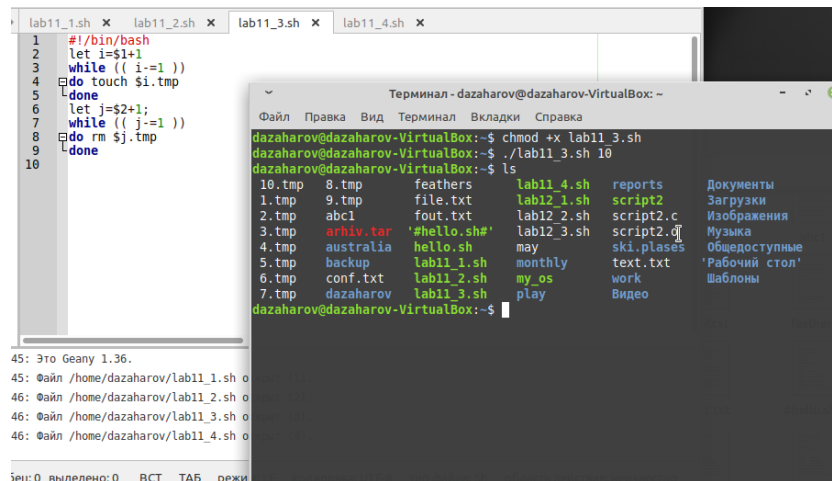 lab11_1.sh × lab11_2.sh × lab11_3.sh × lab11_4.sh ×
1 #!/bin/bash
2 let i=$1+1
3 while (( i-=1 ))
4 do touch $i.tmp
5 done
6 let j=$2+1;
7 while (( j-=1 ))
8 do rm $j.tmp
9 done
10
Терминал - dazaharov@dazaharov-VirtualBox: ~
Файл Правка Вид Терминал Вкладки Справка
dazaharov@dazaharov-VirtualBox:~$ chmod +x lab11_3.sh
dazaharov@dazaharov-VirtualBox:~$ ./lab11_3.sh 10
dazaharov@dazaharov-VirtualBox:~$ ls
10.tmp 8.tmp feathers lab11_4.sh reports Документы
1.tmp 9.tmp file.txt lab12_1.sh script2 Загрузки
2.tmp abc1 fout.txt lab12_2.sh script2.c Изображения
3.tmp arhiv.tar '#hello.sh#' lab12_3.sh script2.o Музыка
4.tmp australia hello.sh may ski.plases Общедоступные
5.tmp backup lab11_1.sh monthly text.txt 'Рабочий стол'
6.tmp conf.txt lab11_2.sh my_os work Шаблоны
7.tmp dazaharov lab11_3.sh play Видео
dazaharov@dazaharov-VirtualBox:~$
45: Это Geany 1.36.
45: Файл /home/dazaharov/lab11_1.sh о
46: Файл /home/dazaharov/lab11_2.sh о
46: Файл /home/dazaharov/lab11_3.sh о
46: Файл /home/dazaharov/lab11_4.sh о
бец: 0 выделено: 0 ВСТ ТАБ режи